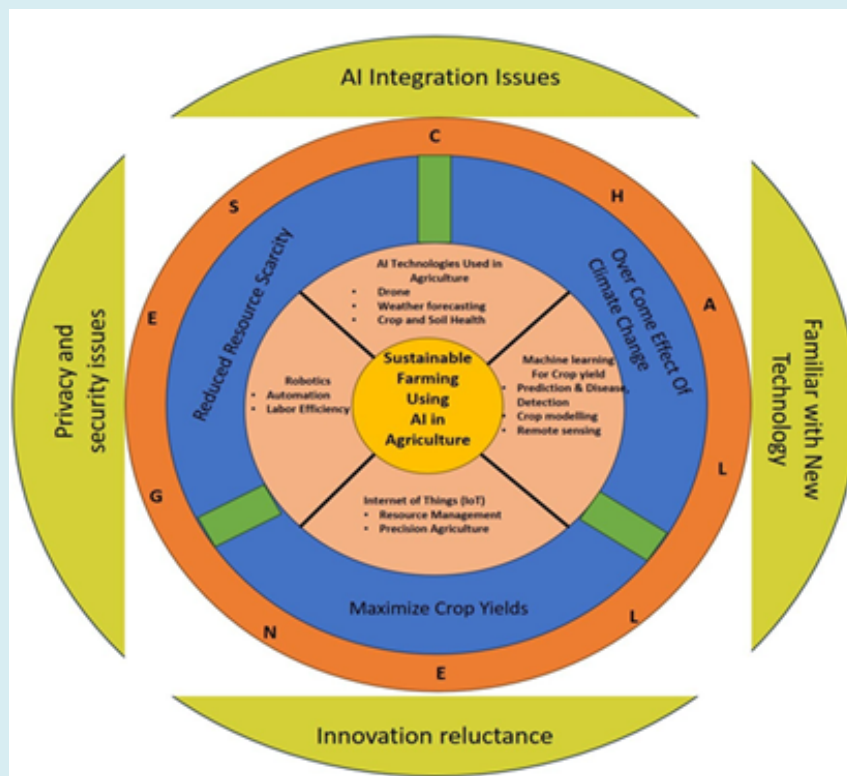 AI Integration Issues
C
H
A
L
L
E
N
G
E
S
Reduced Resource Scarcity
Over Come Effect Of
Climate Change
Maximize Crop Yields
AI Technologies Used in
Agriculture
• Drone
• Weather forecasting
• Crop and Soil Health
Machine learning
For Crop yield
• Prediction & Disease,
Detection
• Crop modelling
• Remote sensing
Internet of Things (IoT)
• Resource Management
• Precision Agriculture
Robotics
• Automation
• Labor Efficiency
Sustainable
Farming
Using
AI in
Agriculture
Privacy and
security issues
Familiar with New
Technology
Innovation reluctance